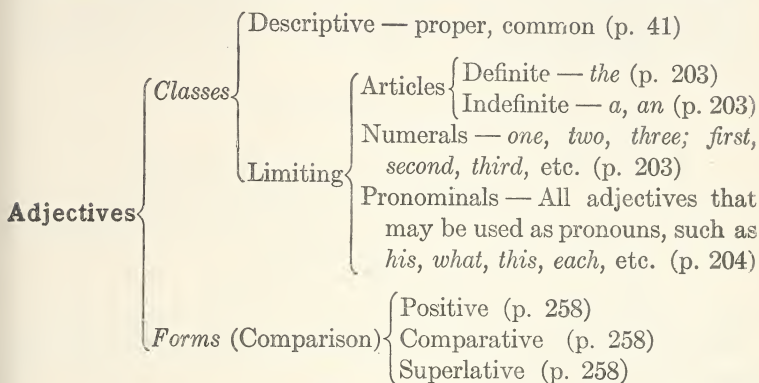 Descriptive — proper, common (p. 41)
Classes
Articles
Definite — the (p. 203)
Indefinite — a, an (p. 203)
Numerals — one, two, three; first,
second, third, etc. (p. 203)
Limiting
Pronominals — All adjectives that
may be used as pronouns, such as
his, what, this, each, etc. (p. 204)
Adjectives
Forms (Comparison)
Positive (p. 258)
Comparative (p. 258)
Superlative (p. 258)